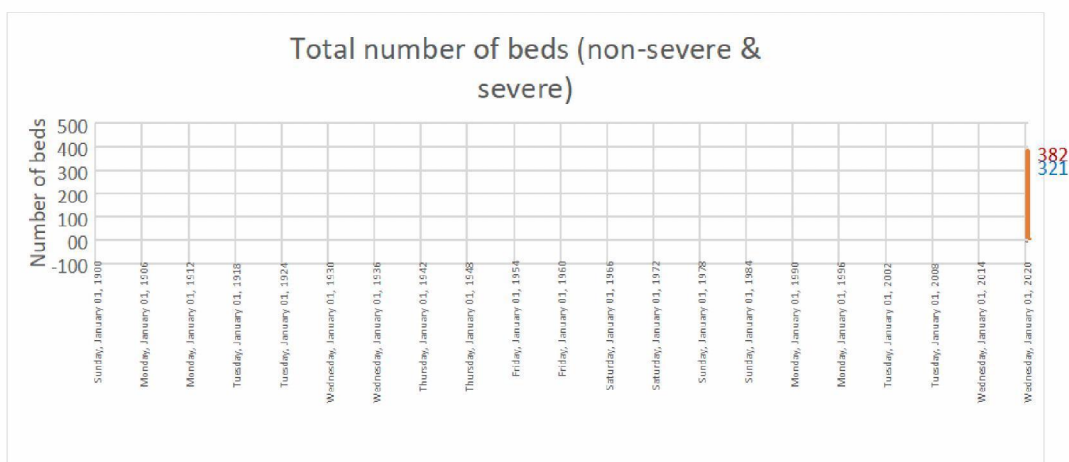 Total number of beds (non-severe &
severe)
Number of beds
500
400
300
200
100
00
-100
382
321
Sunday, January 01, 1900
Monday, January 01, 1906
Monday, January 01, 1912
Tuesday, January 01, 1918
Tuesday, January 01, 1924
Wednesday, January 01, 1930
Wednesday, January 01, 1936
Thursday, January 01, 1942
Thursday, January 01, 1948
Friday, January 01, 1954
Friday, January 01, 1960
Saturday, January 01, 1966
Saturday, January 01, 1972
Sunday, January 01, 1978
Sunday, January 01, 1984
Monday, January 01, 1990
Monday, January 01, 1996
Tuesday, January 01, 2002
Tuesday, January 01, 2008
Wednesday, January 01, 2014
Wednesday, January 01, 2020